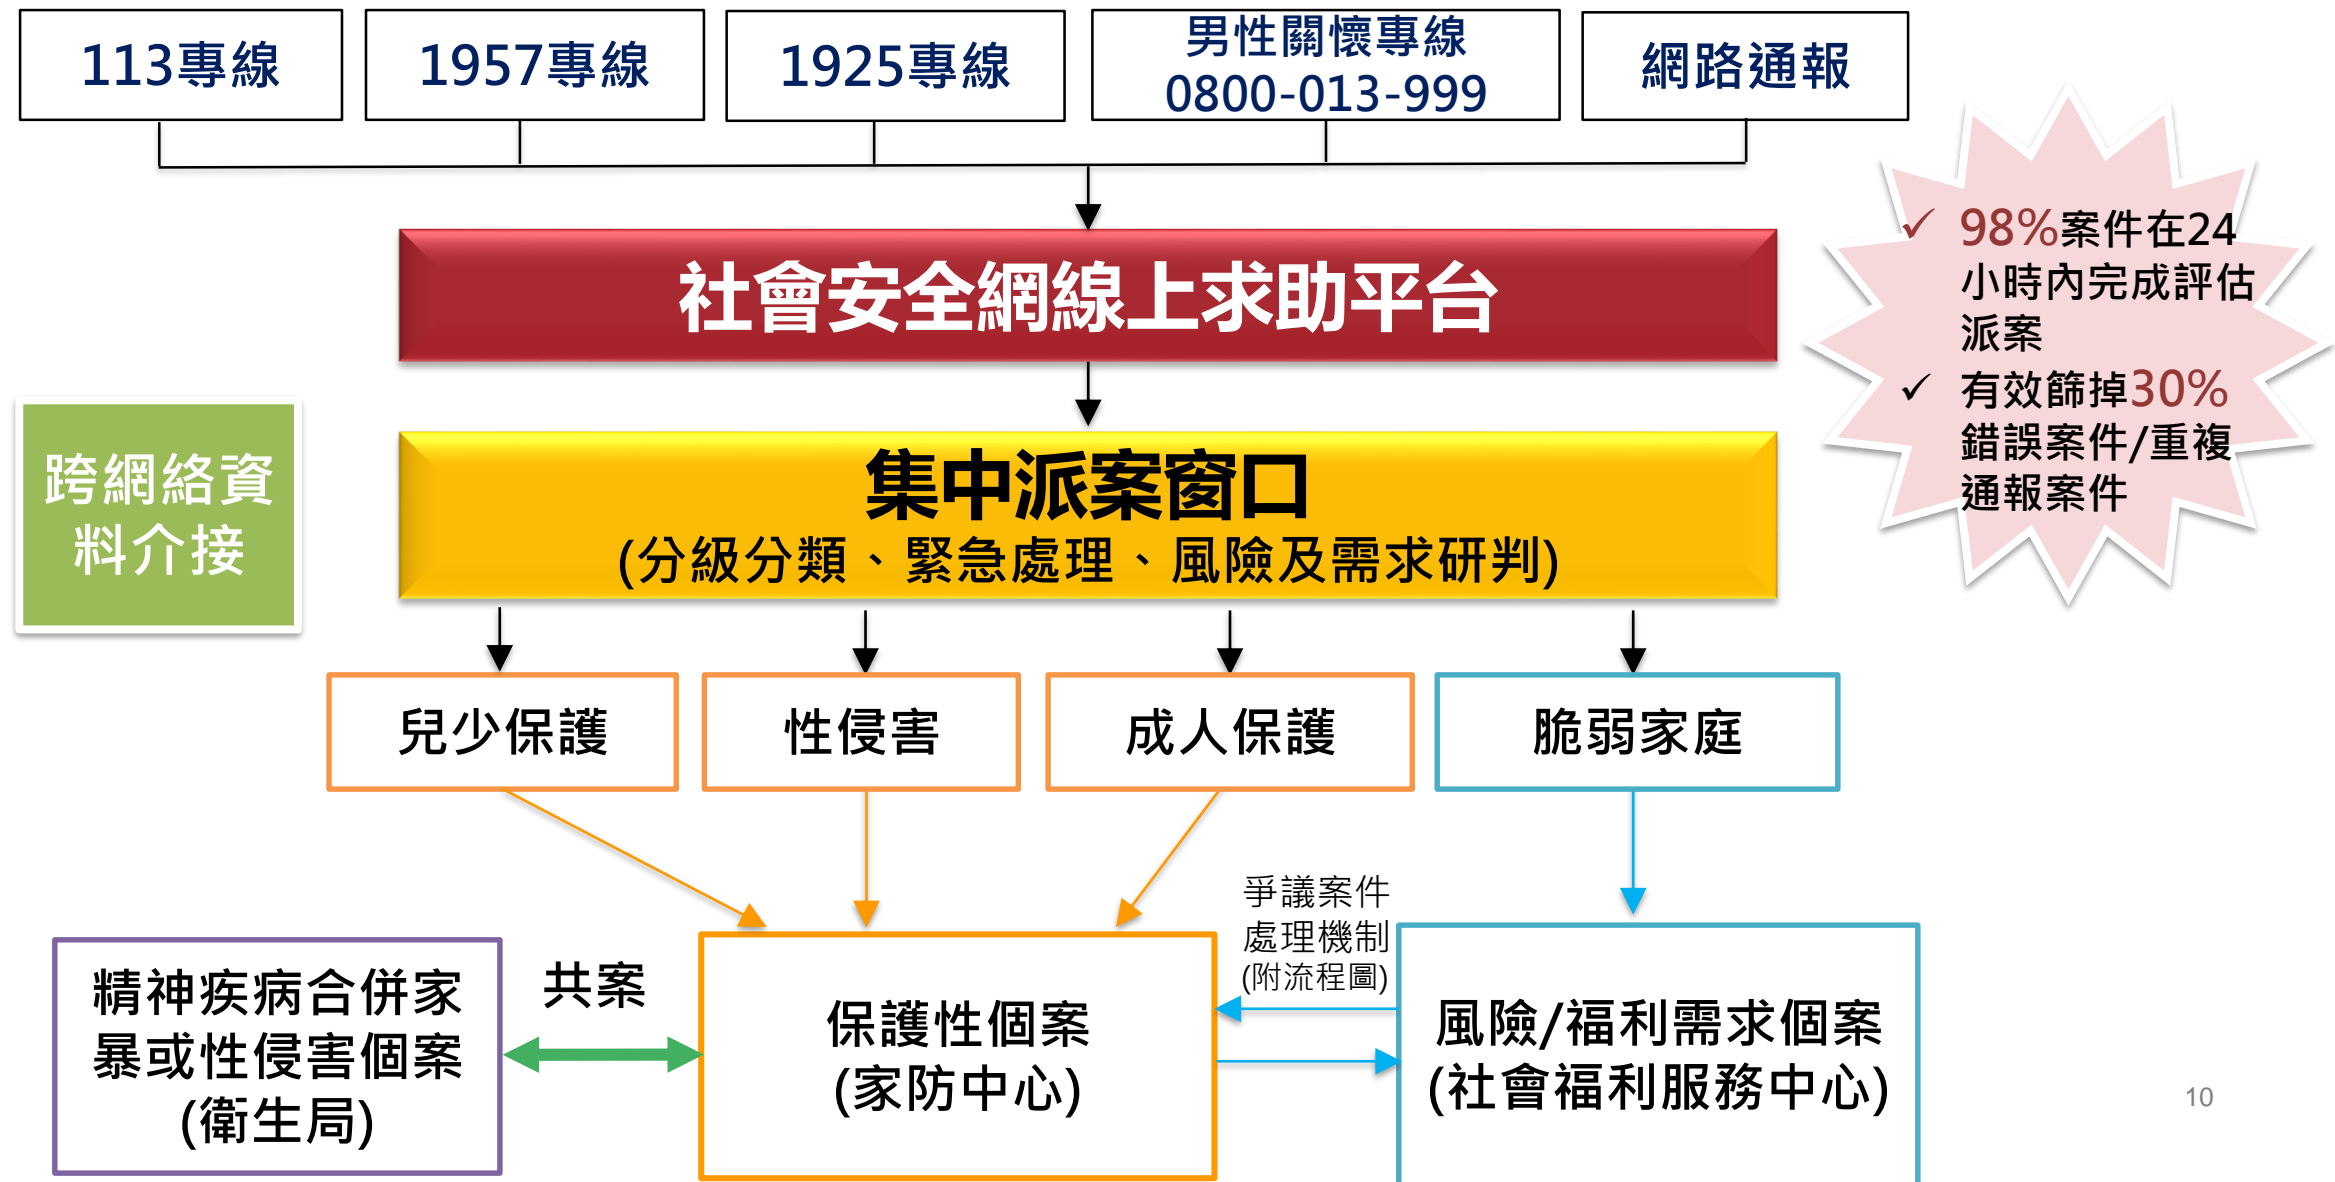 113專線
1957專線
1925專線
男性關懷專線
0800-013-999
網路通報
社會安全網線上求助平台
✓ 98%案件在24
小時內完成評估
派案
✓ 有效篩掉30%
錯誤案件/重複
通報案件
跨網絡資
料介接
集中派案窗口
(分級分類、緊急處理、風險及需求研判)
兒少保護
性侵害
成人保護
脆弱家庭
爭議案件
處理機制
(附流程圖)
精神疾病合併家
暴或性侵害個案
(衛生局)
共案
保護性個案
(家防中心)
風險/福利需求個案
(社會福利服務中心)
10